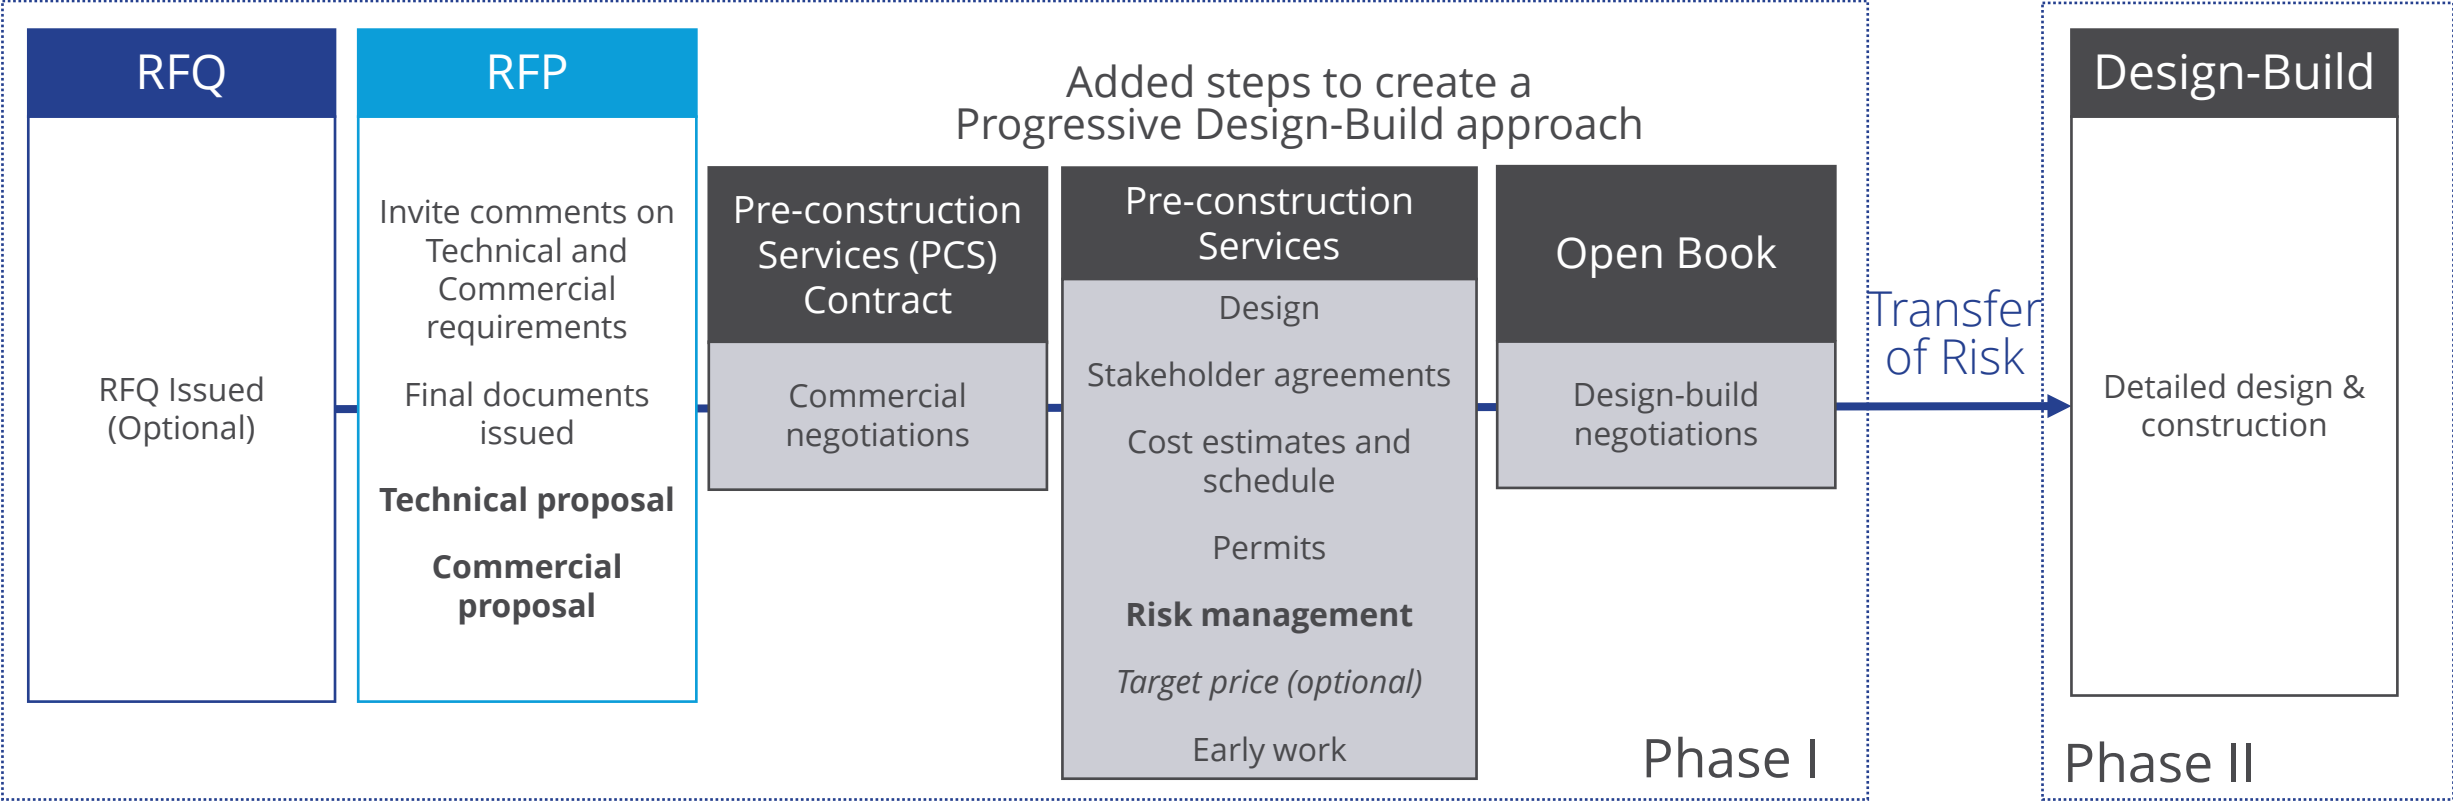 RFQ
RFQ Issued
(Optional)
RFP
Invite comments on
Technical and
Commercial
requirements
Final documents
issued
Technical proposal
Commercial
proposal
Added steps to create a
Progressive Design-Build approach
Pre-construction
Services (PCS)
Contract
Commercial
negotiations
Pre-construction
Services
Design
Stakeholder agreements
Cost estimates and
schedule
Permits
Risk management
Target price (optional)
Early work
Open Book
Design-build
negotiations
Phase I
Transfer
of Risk
Design-Build
Detailed design &
construction
Phase II